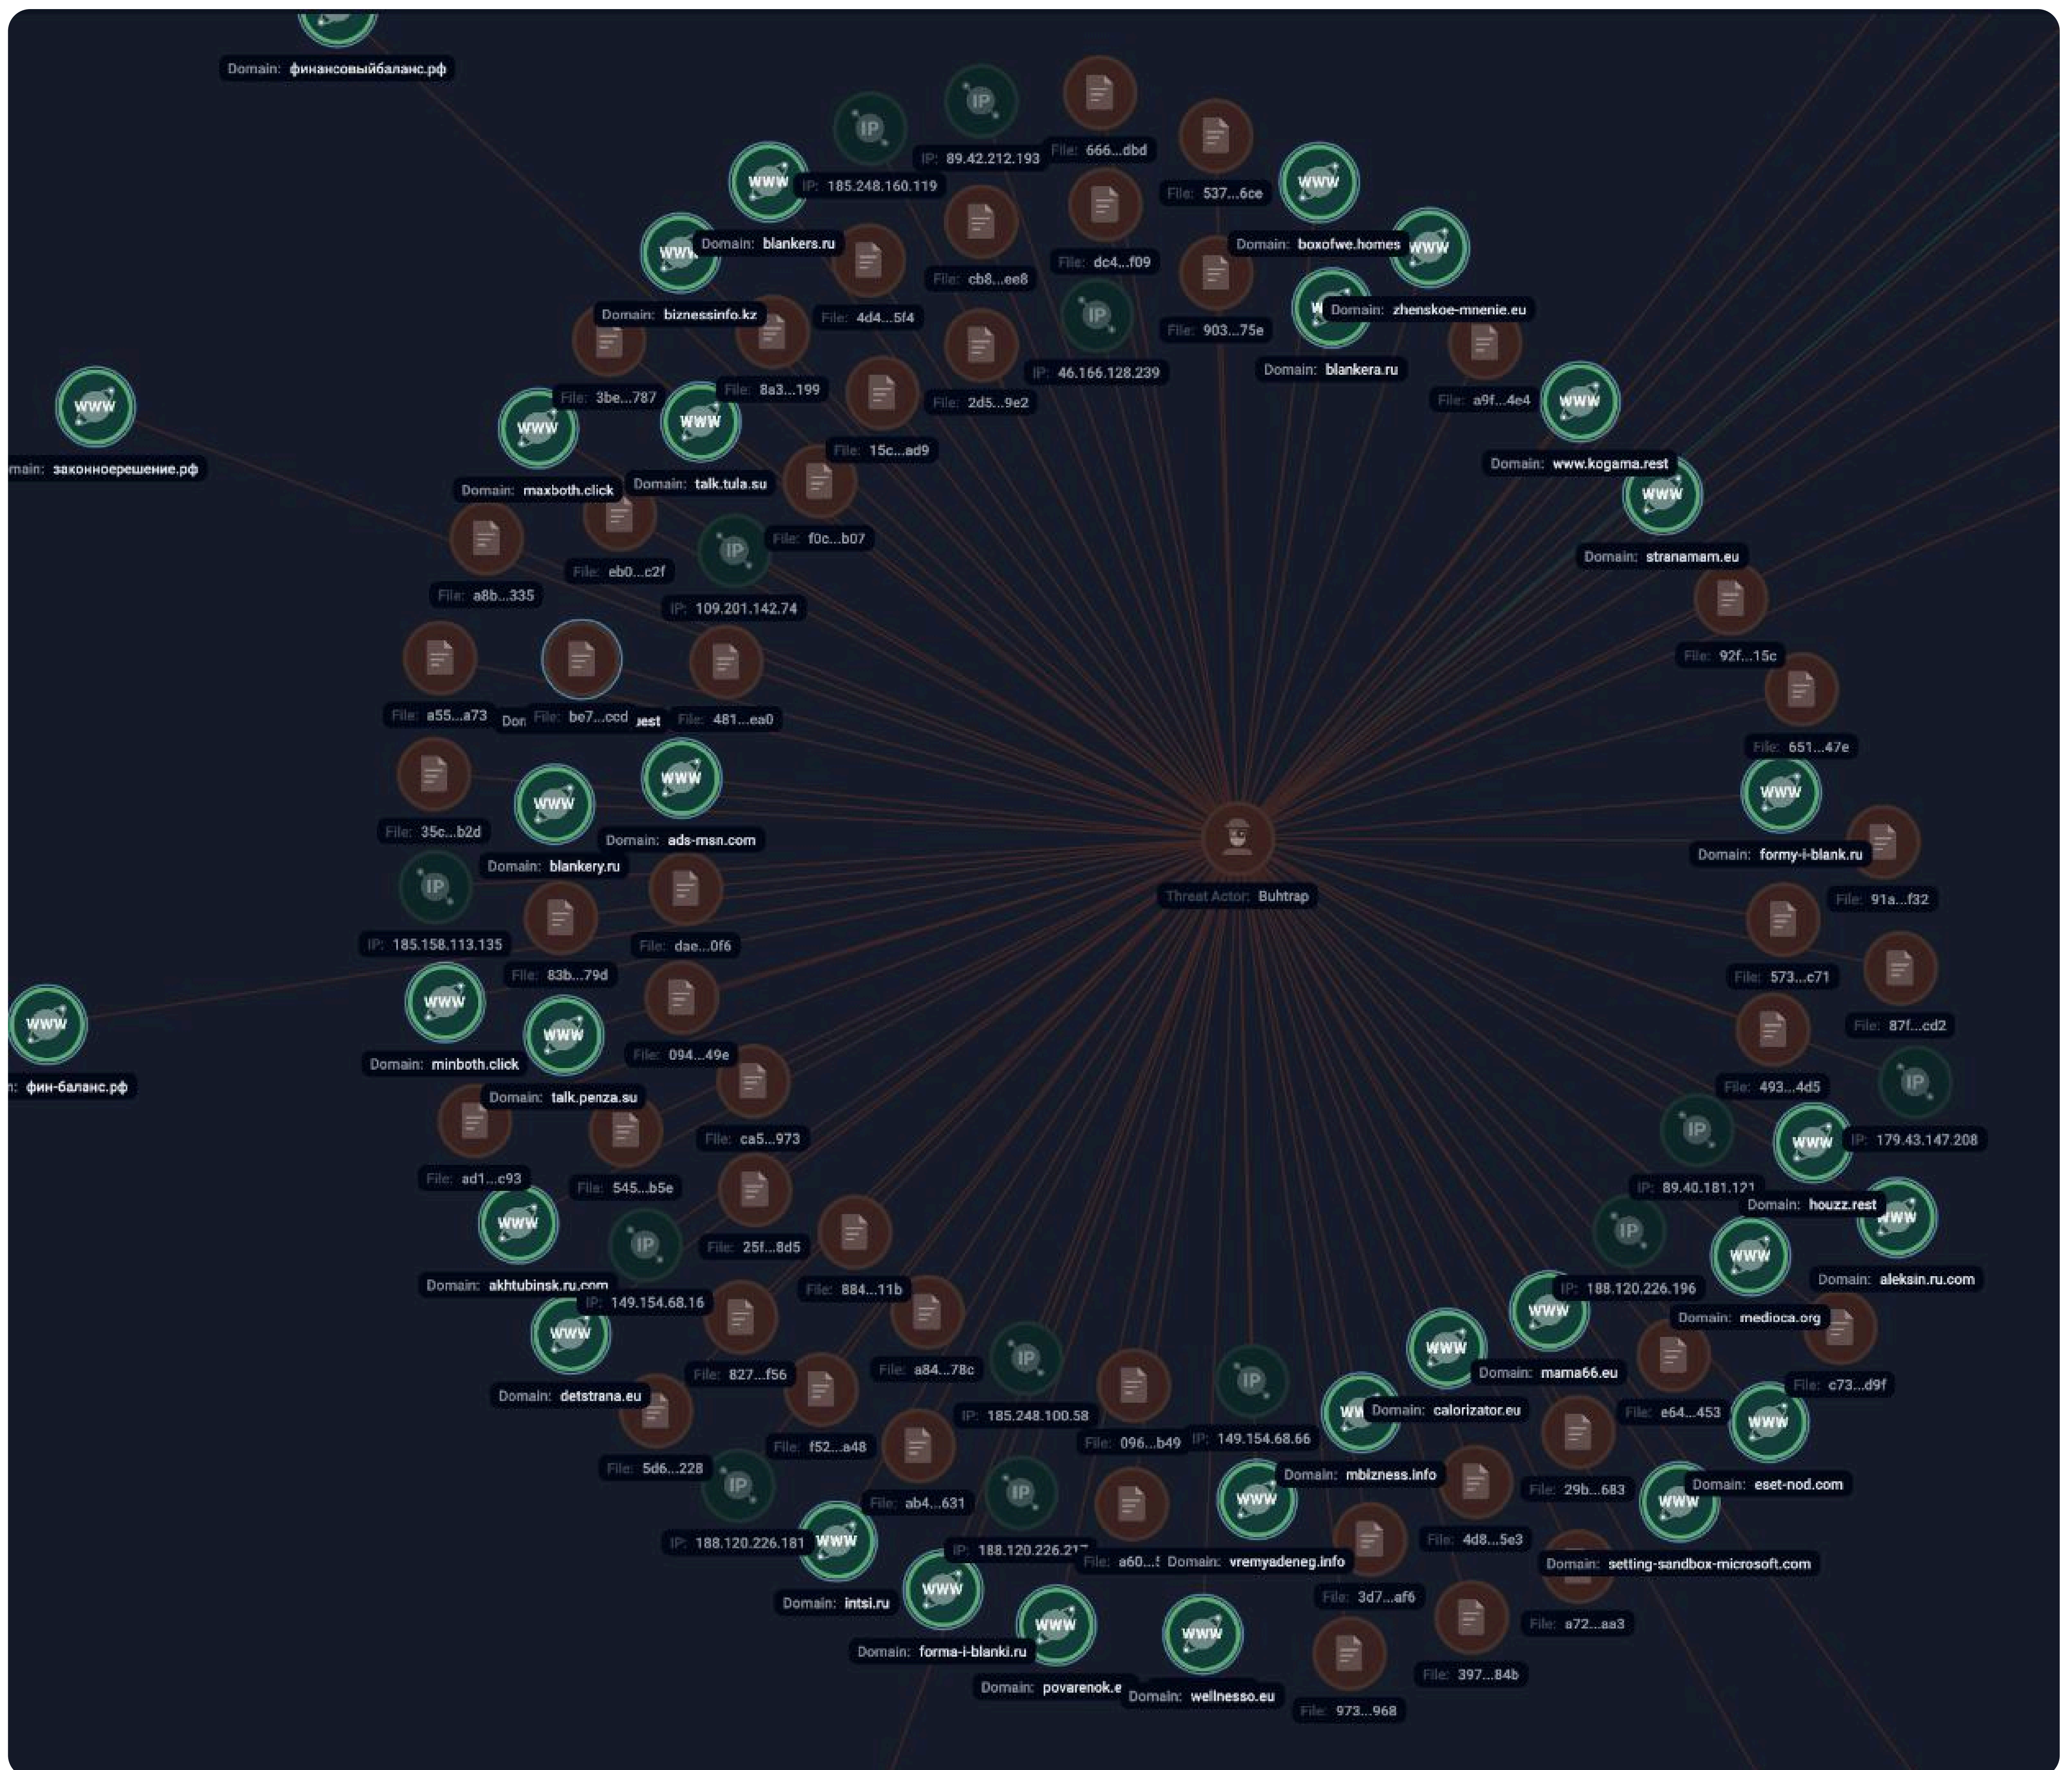 Domain: финансовыйбаланс.рф
IP: 89.42.212.193
File: 666...dbd
IP: 185.248.160.119
File: 537...6ce
Domain: blankers.ru
Domain: boxofwe.homes
File: dc4...f09
File: cb8...ee8
Domain: zhenskoe-mnenie.eu
Domain: biznessinfo.kz
File: 4d4...5f4
File: 903...75e
Domain: blankera.ru
IP: 46.166.128.239
File: 8a3...199
File: 3be...787
File: 2d5...9e2
File: a9f...4e4
File: 15c...ad9
Domain: www.kogama.rest
main: законноерешение.рф
Domain: talk.tula.su
Domain: maxboth.click
File: f0c...b07
Domain: stranamam.eu
File: eb0...c2f
File: a8b...335
IP: 109.201.142.74
File: 92f...15c
File: a55...a73
Don
File: be7...ccd
est
File: 481...ea0
File: 651...47e
File: 35c...b2d
Domain: ads-msn.com
Domain: formy-i-blank.ru
Domain: blankery.ru
Threat Actor: Buhtrap
File: 91a...f32
IP: 185.158.113.135
File: dae...0f6
File: 83b...79d
File: 573...c71
File: 87f...cd2
File: 094...49e
Domain: minboth.click
n: фин-баланс.рф
File: 493...4d5
Domain: talk.penza.su
File: ca5...973
IP: 179.43.147.208
File: ad1...c93
File: 545...b5e
IP: 89.40.181.121
Domain: houzz.rest
File: 25f...8d5
Domain: aleksin.ru.com
Domain: akhtubinsk.ru.com
File: 884...11b
IP: 188.120.226.196
IP: 149.154.68.16
Domain: medioca.org
File: a84...78c
File: 827...f56
Domain: mama66.eu
File: c73...d9f
Domain: detstrana.eu
Domain: calorizator.eu
File: e64...453
IP: 185.248.100.58
IP: 149.154.68.66
File: 096...b49
File: f52...a48
File: 5d6...228
Domain: mbizness.info
Domain: eset-nod.com
File: 29b...683
File: ab4...631
File: 4d8...5e3
IP: 188.120.226.181
IP: 188.120.226.217
File: a60...
Domain: vremyadeneg.info
Domain: setting-sandbox-microsoft.com
File: 3d7...af6
Domain: intsi.ru
File: a72...aa3
Domain: forma-i-blanki.ru
File: 397...84b
Domain: povarenok.e
Domain: wellnesso.eu
File: 973...968